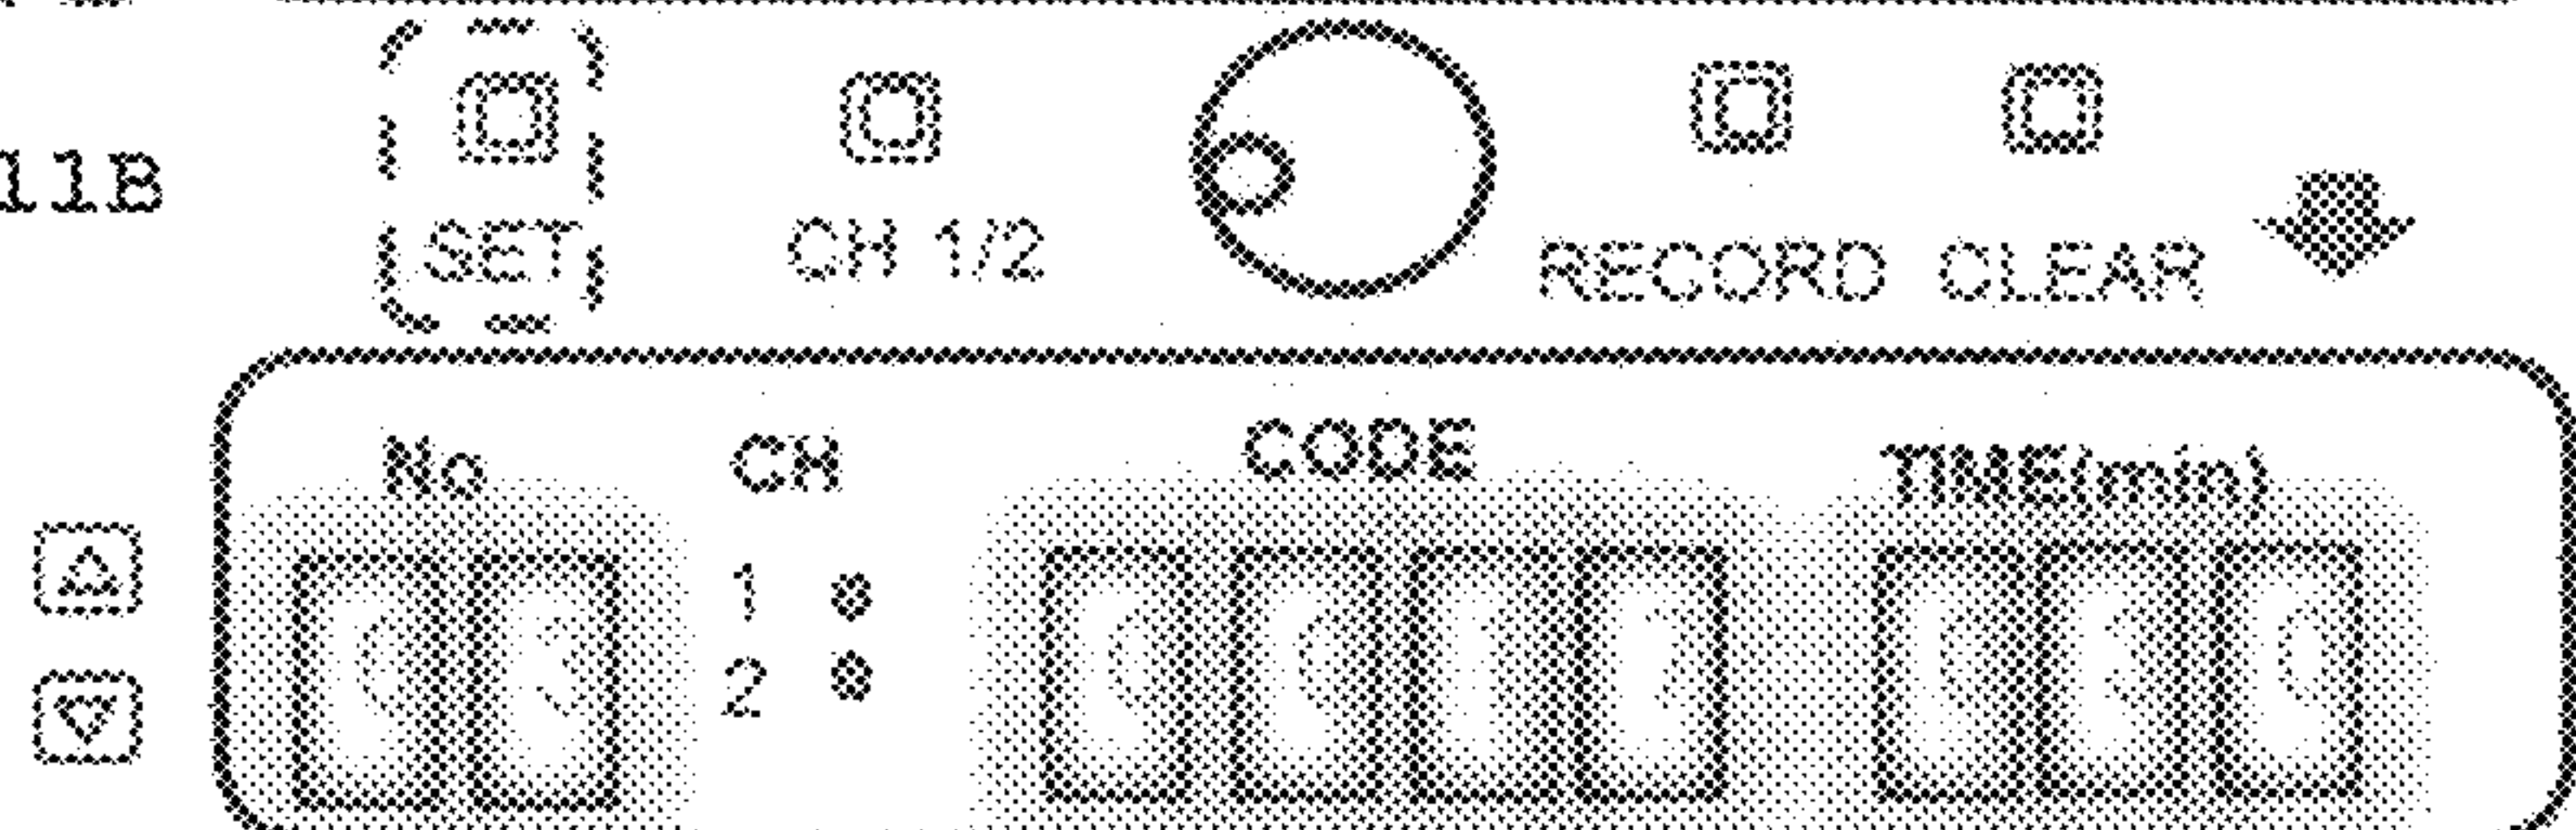 11B
SET CH 1/2 RECORD CLEAR
No CH CODE TIME(min)
1
2